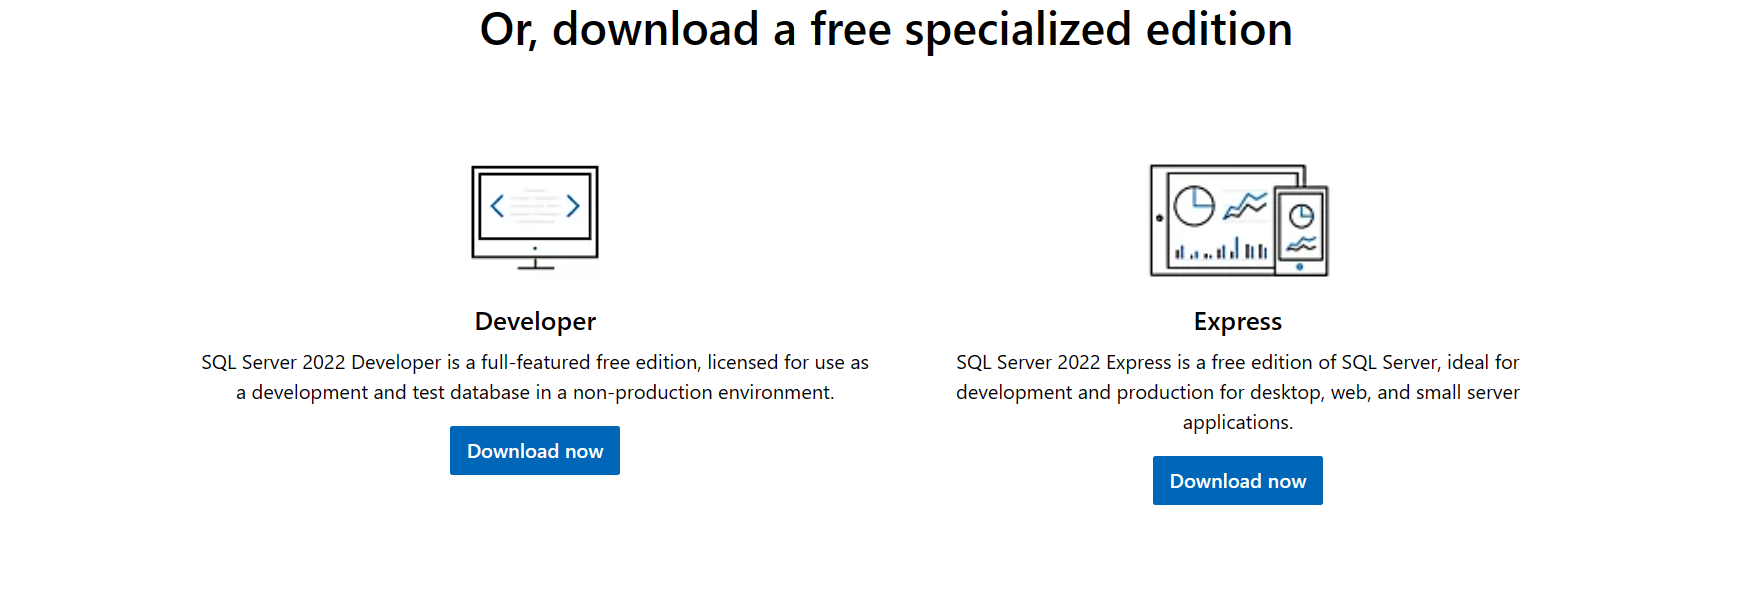 Or, download a free specialized edition
Developer
SQL Server 2022 Developer is a full-featured free edition, licensed for use as
a development and test database in a non-production environment.
Download now
Express
SQL Server 2022 Express is a free edition of SQL Server, ideal for
development and production for desktop, web, and small server
applications.
Download now